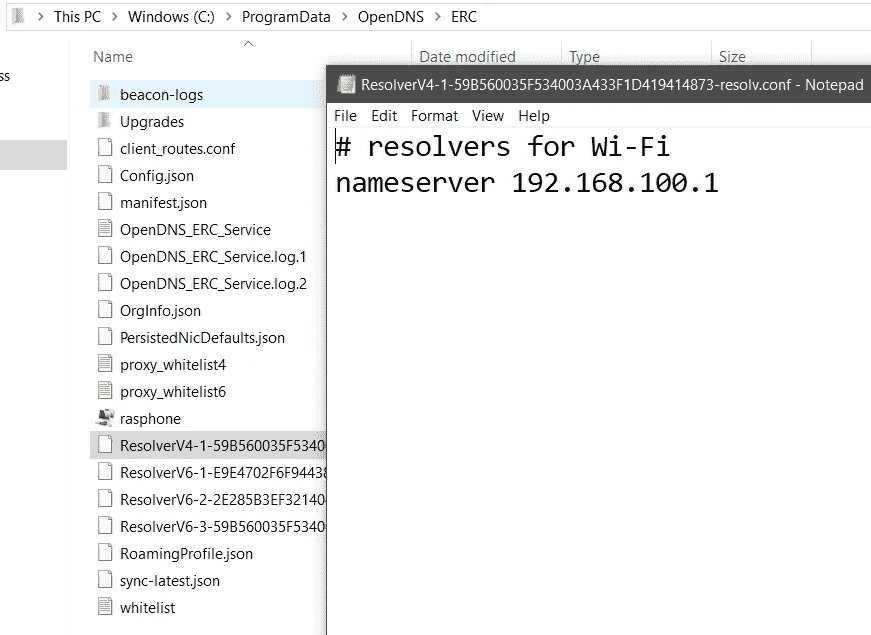 This PC > Windows (C:) > ProgramData > OpenDNS > ERC
ss
Name Date modified Type Size
beacon-logs
Upgrades
client_routes.conf
Config.json
manifest.json
OpenDNS_ERC_Service
OpenDNS_ERC_Service.log.1
OpenDNS_ERC_Service.log.2
OrgInfo.json
PersistedNicDefaults.json
proxy_whitelist4
proxy_whitelist6
rasphone
ResolverV4-1-59B560035F5340
ResolverV6-1-E9E4702F6F94438
ResolverV6-2-2E285B3EF32140
ResolverV6-3-59B560035F5340
RoamingProfile.json
sync-latest.json
whitelist
ResolverV4-1-59B560035F534003A433F1D419414873-resolv.conf - Notepad
File Edit Format View Help
# resolvers for Wi-Fi
nameserver 192.168.100.1